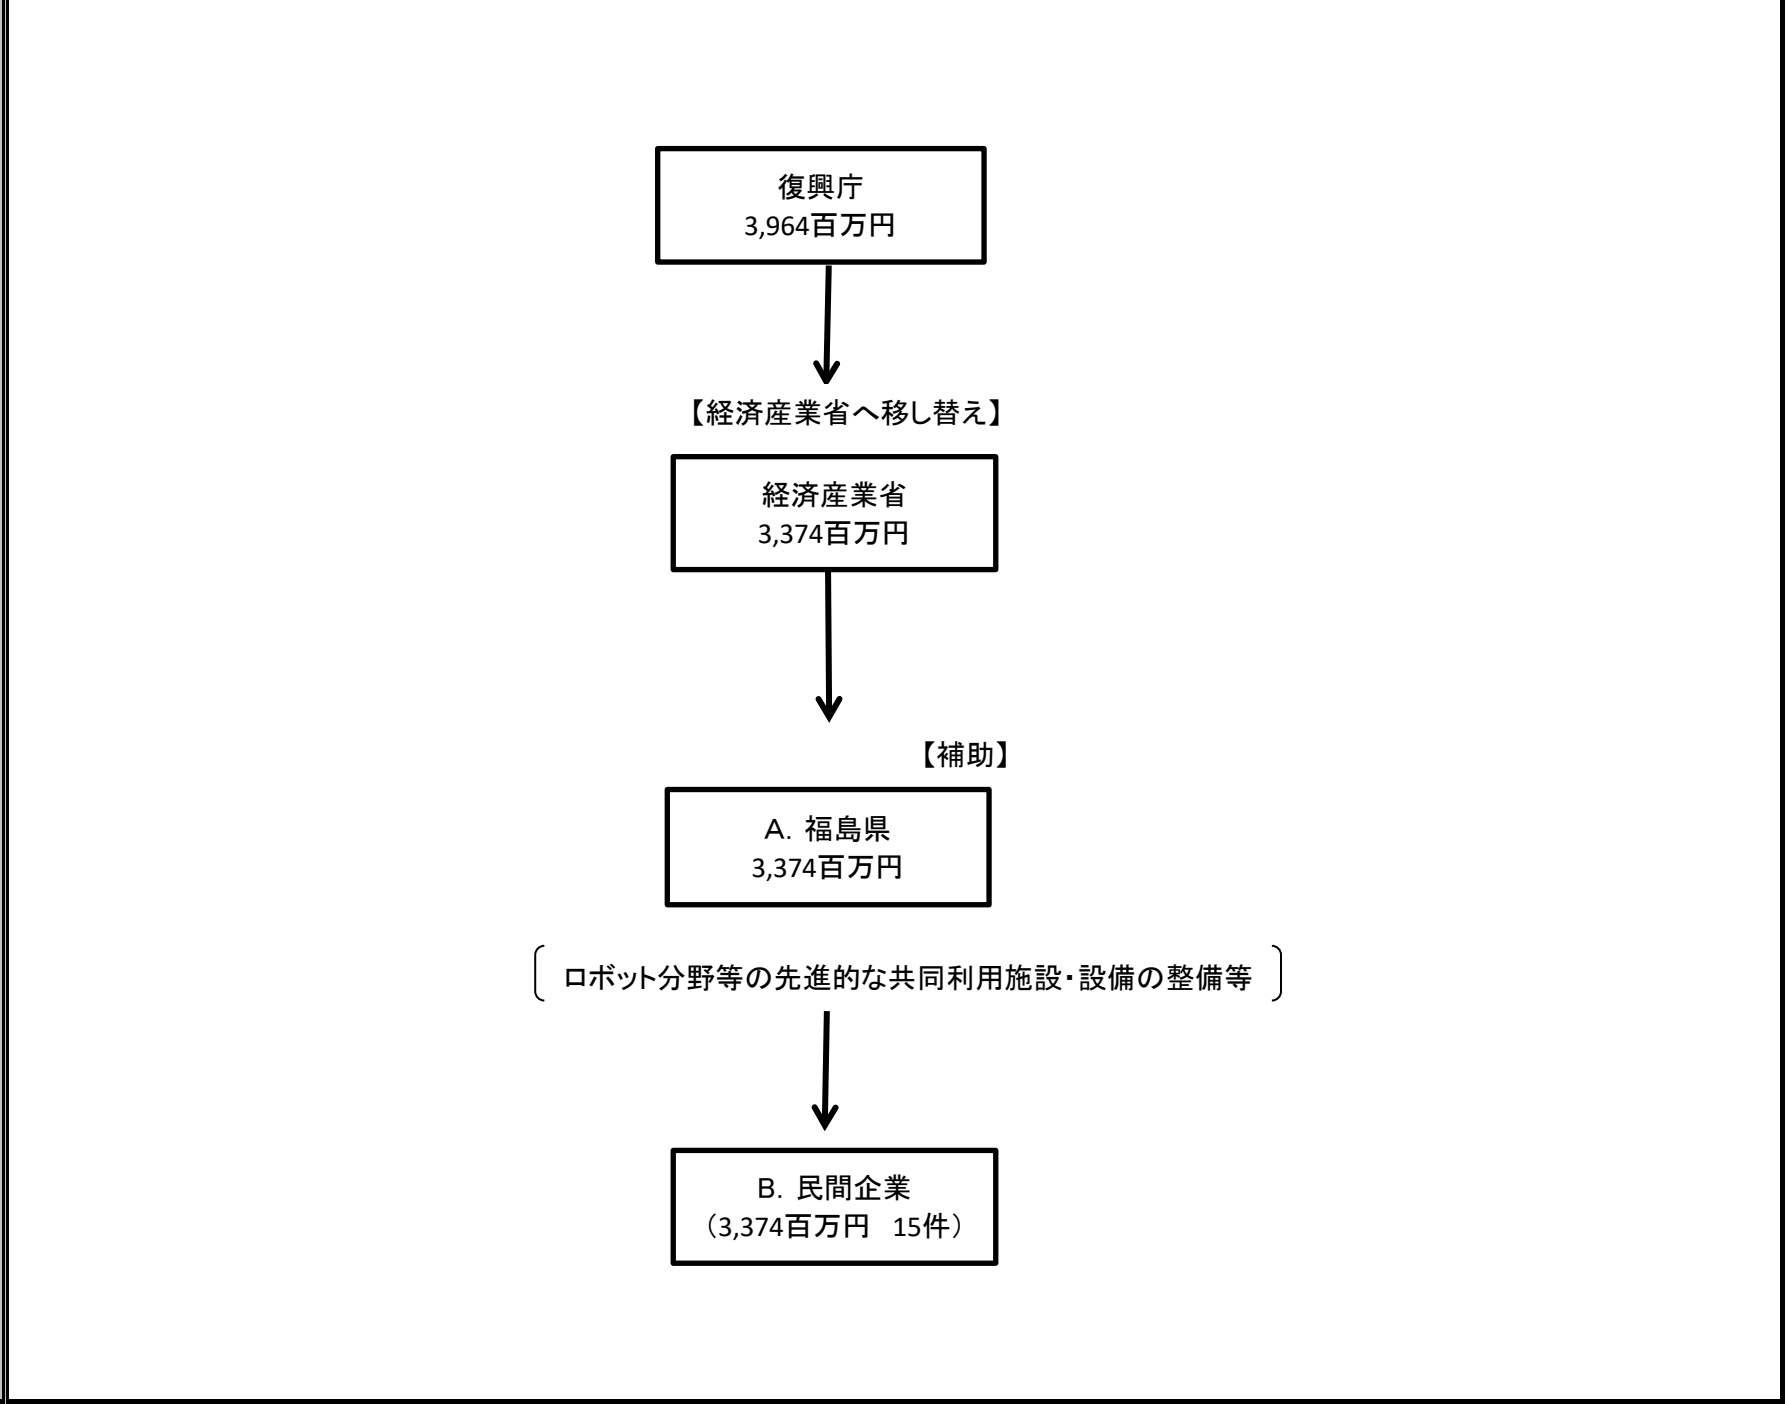 復興庁
3,964百万円
【経済産業省へ移し替え】
経済産業省
3,374百万円
【補助】
A. 福島県
3,374百万円
ロボット分野等の先進的な共同利用施設・設備の整備等
B. 民間企業
（3,374百万円　15件）